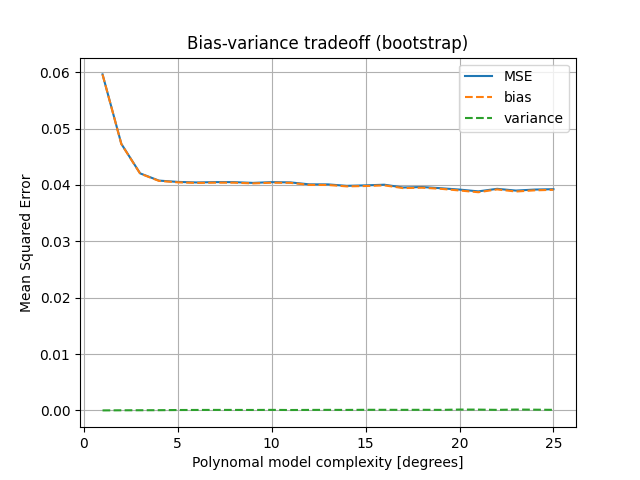 Bias-variance tradeoff (bootstrap)
MSE
bias
variance
Mean Squared Error
0.06
0.05
0.04
0.03
0.02
0.01
0.00
0 5 10 15 20 25
Polynomal model complexity [degrees]